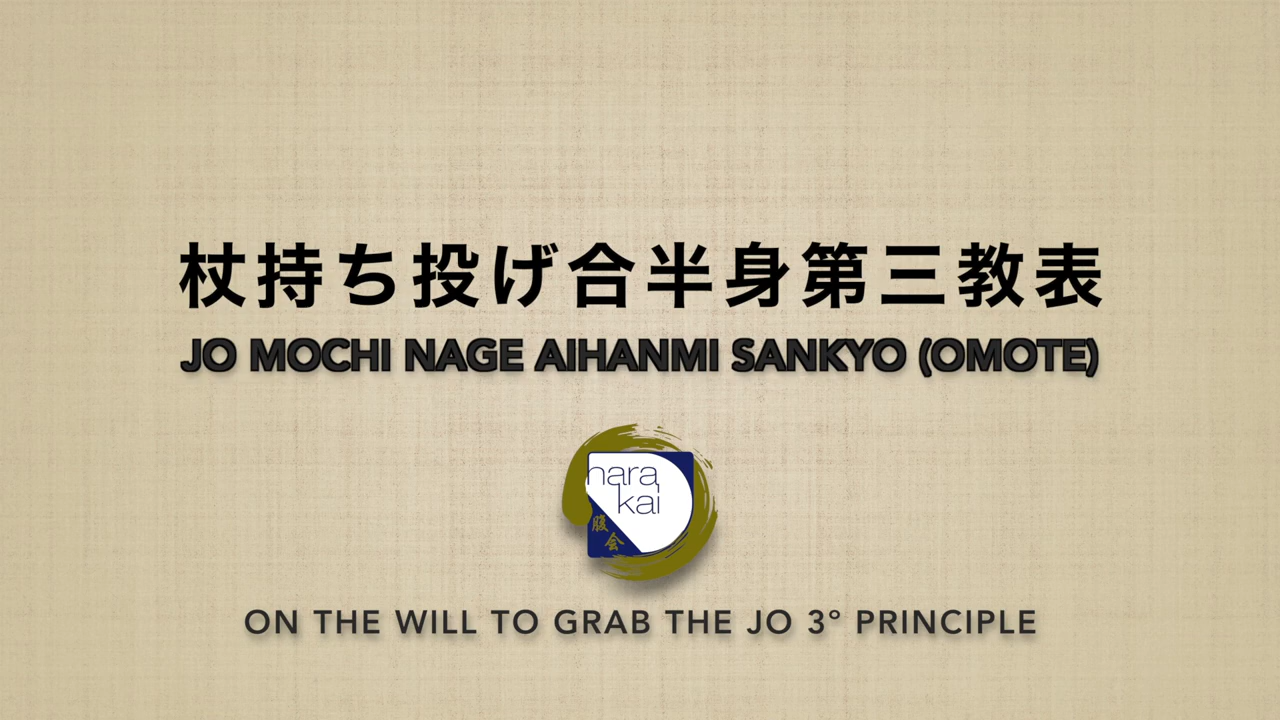 杖持ち投げ合半身第三教表
JO MOCHI NAGE AIHANMI SANKYO (OMOTE)
hara
kai
腹
会
ON THE WILL TO GRAB THE JO 3° PRINCIPLE